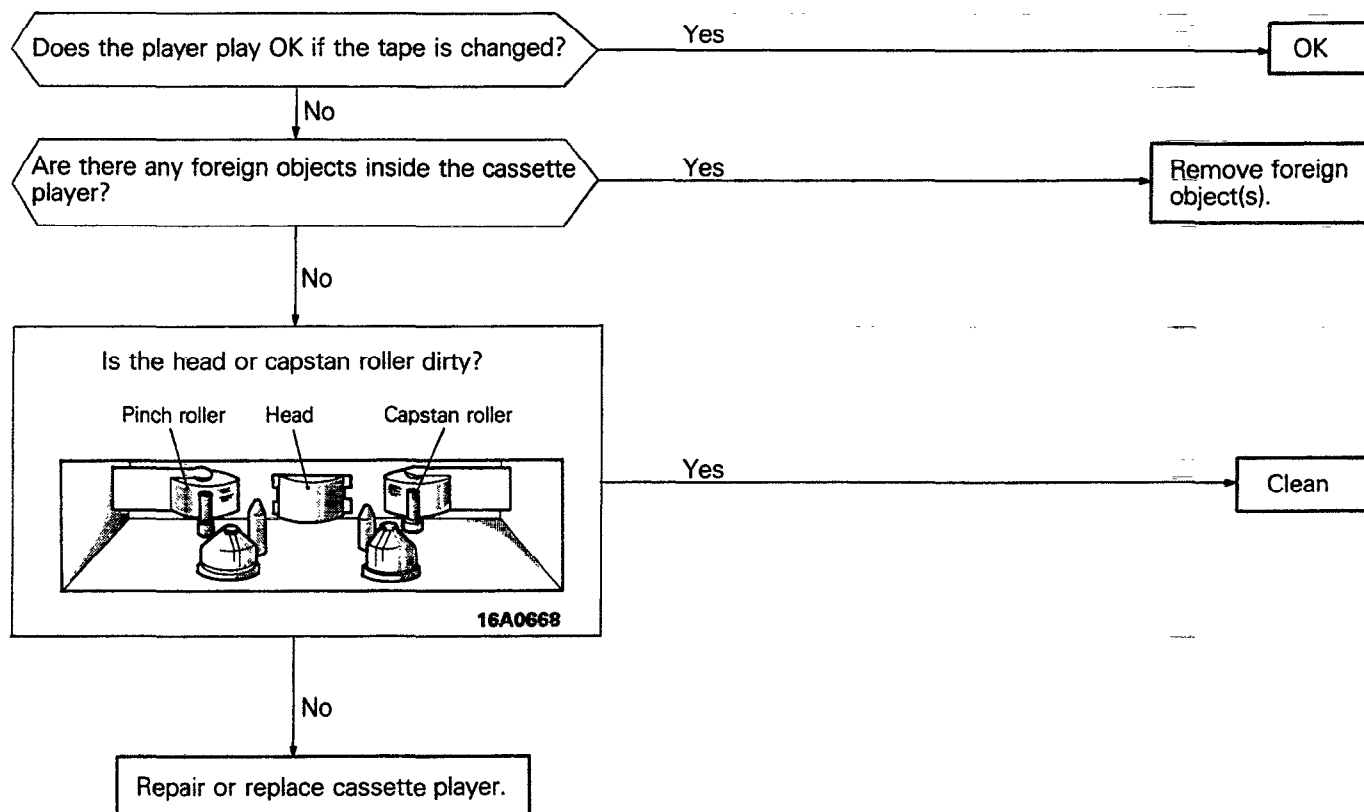 Does the player play OK if the tape is changed?
Yes
OK
No
Are there any foreign objects inside the cassette
player?
Yes
Remove foreign
object(s).
No
Is the head or capstan roller dirty?
Pinch roller
Head
Capstan roller
Yes
Clean
16A0668
No
Repair or replace cassette player.